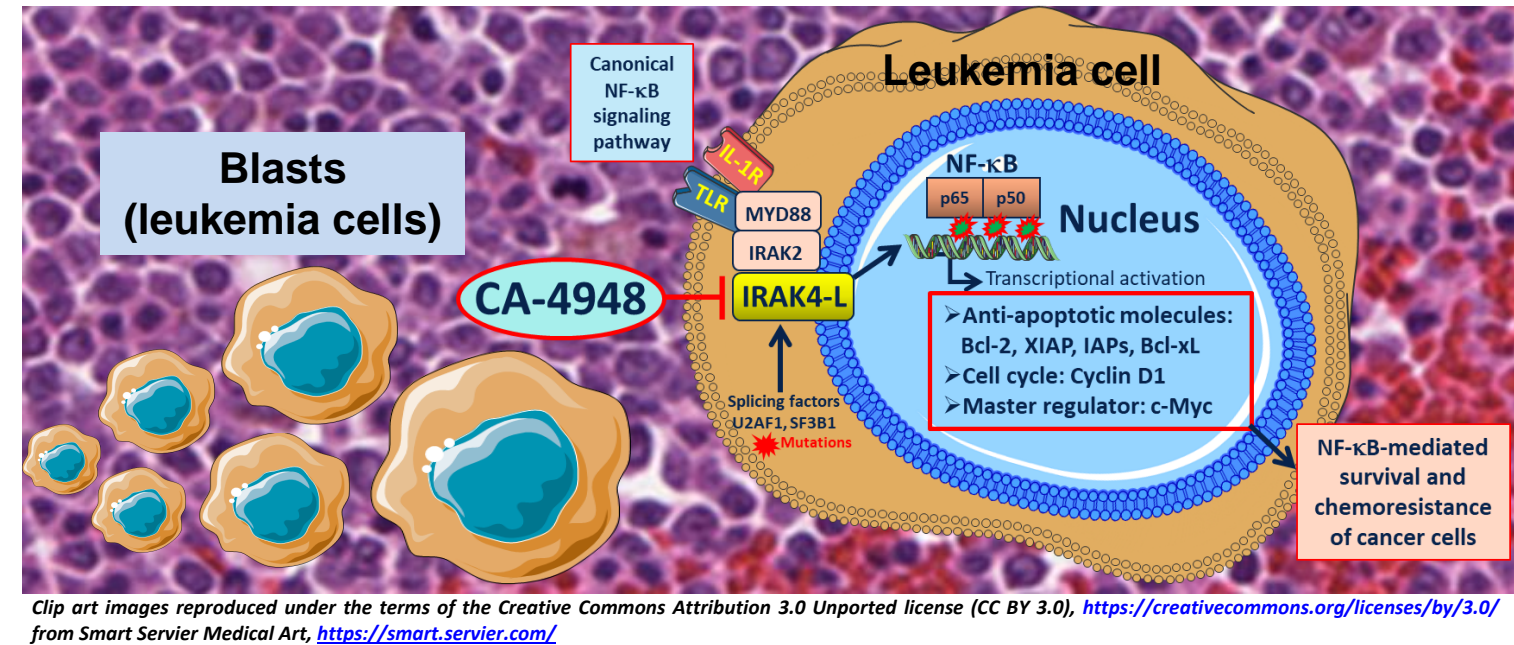 Blasts
(leukemia cells)
Canonical
NF-κB
signaling
pathway
Leukemia cell
IL-1R
TLR
MYD88
IRAK2
IRAK4-L
CA-4948
Splicing factors
U2AF1, SF3B1
Mutations
NF-κB
p65
p50
Nucleus
Transcriptional activation
➢Anti-apoptotic molecules:
Bcl-2, XIAP, IAPs, Bcl-xL
➢Cell cycle: Cyclin D1
➢Master regulator: c-Myc
NF-κB-mediated
survival and
chemoresistance
of cancer cells
Clip art images reproduced under the terms of the Creative Commons Attribution 3.0 Unported license (CC BY 3.0), https://creativecommons.org/licenses/by/3.0/
from Smart Servier Medical Art, https://smart.servier.com/